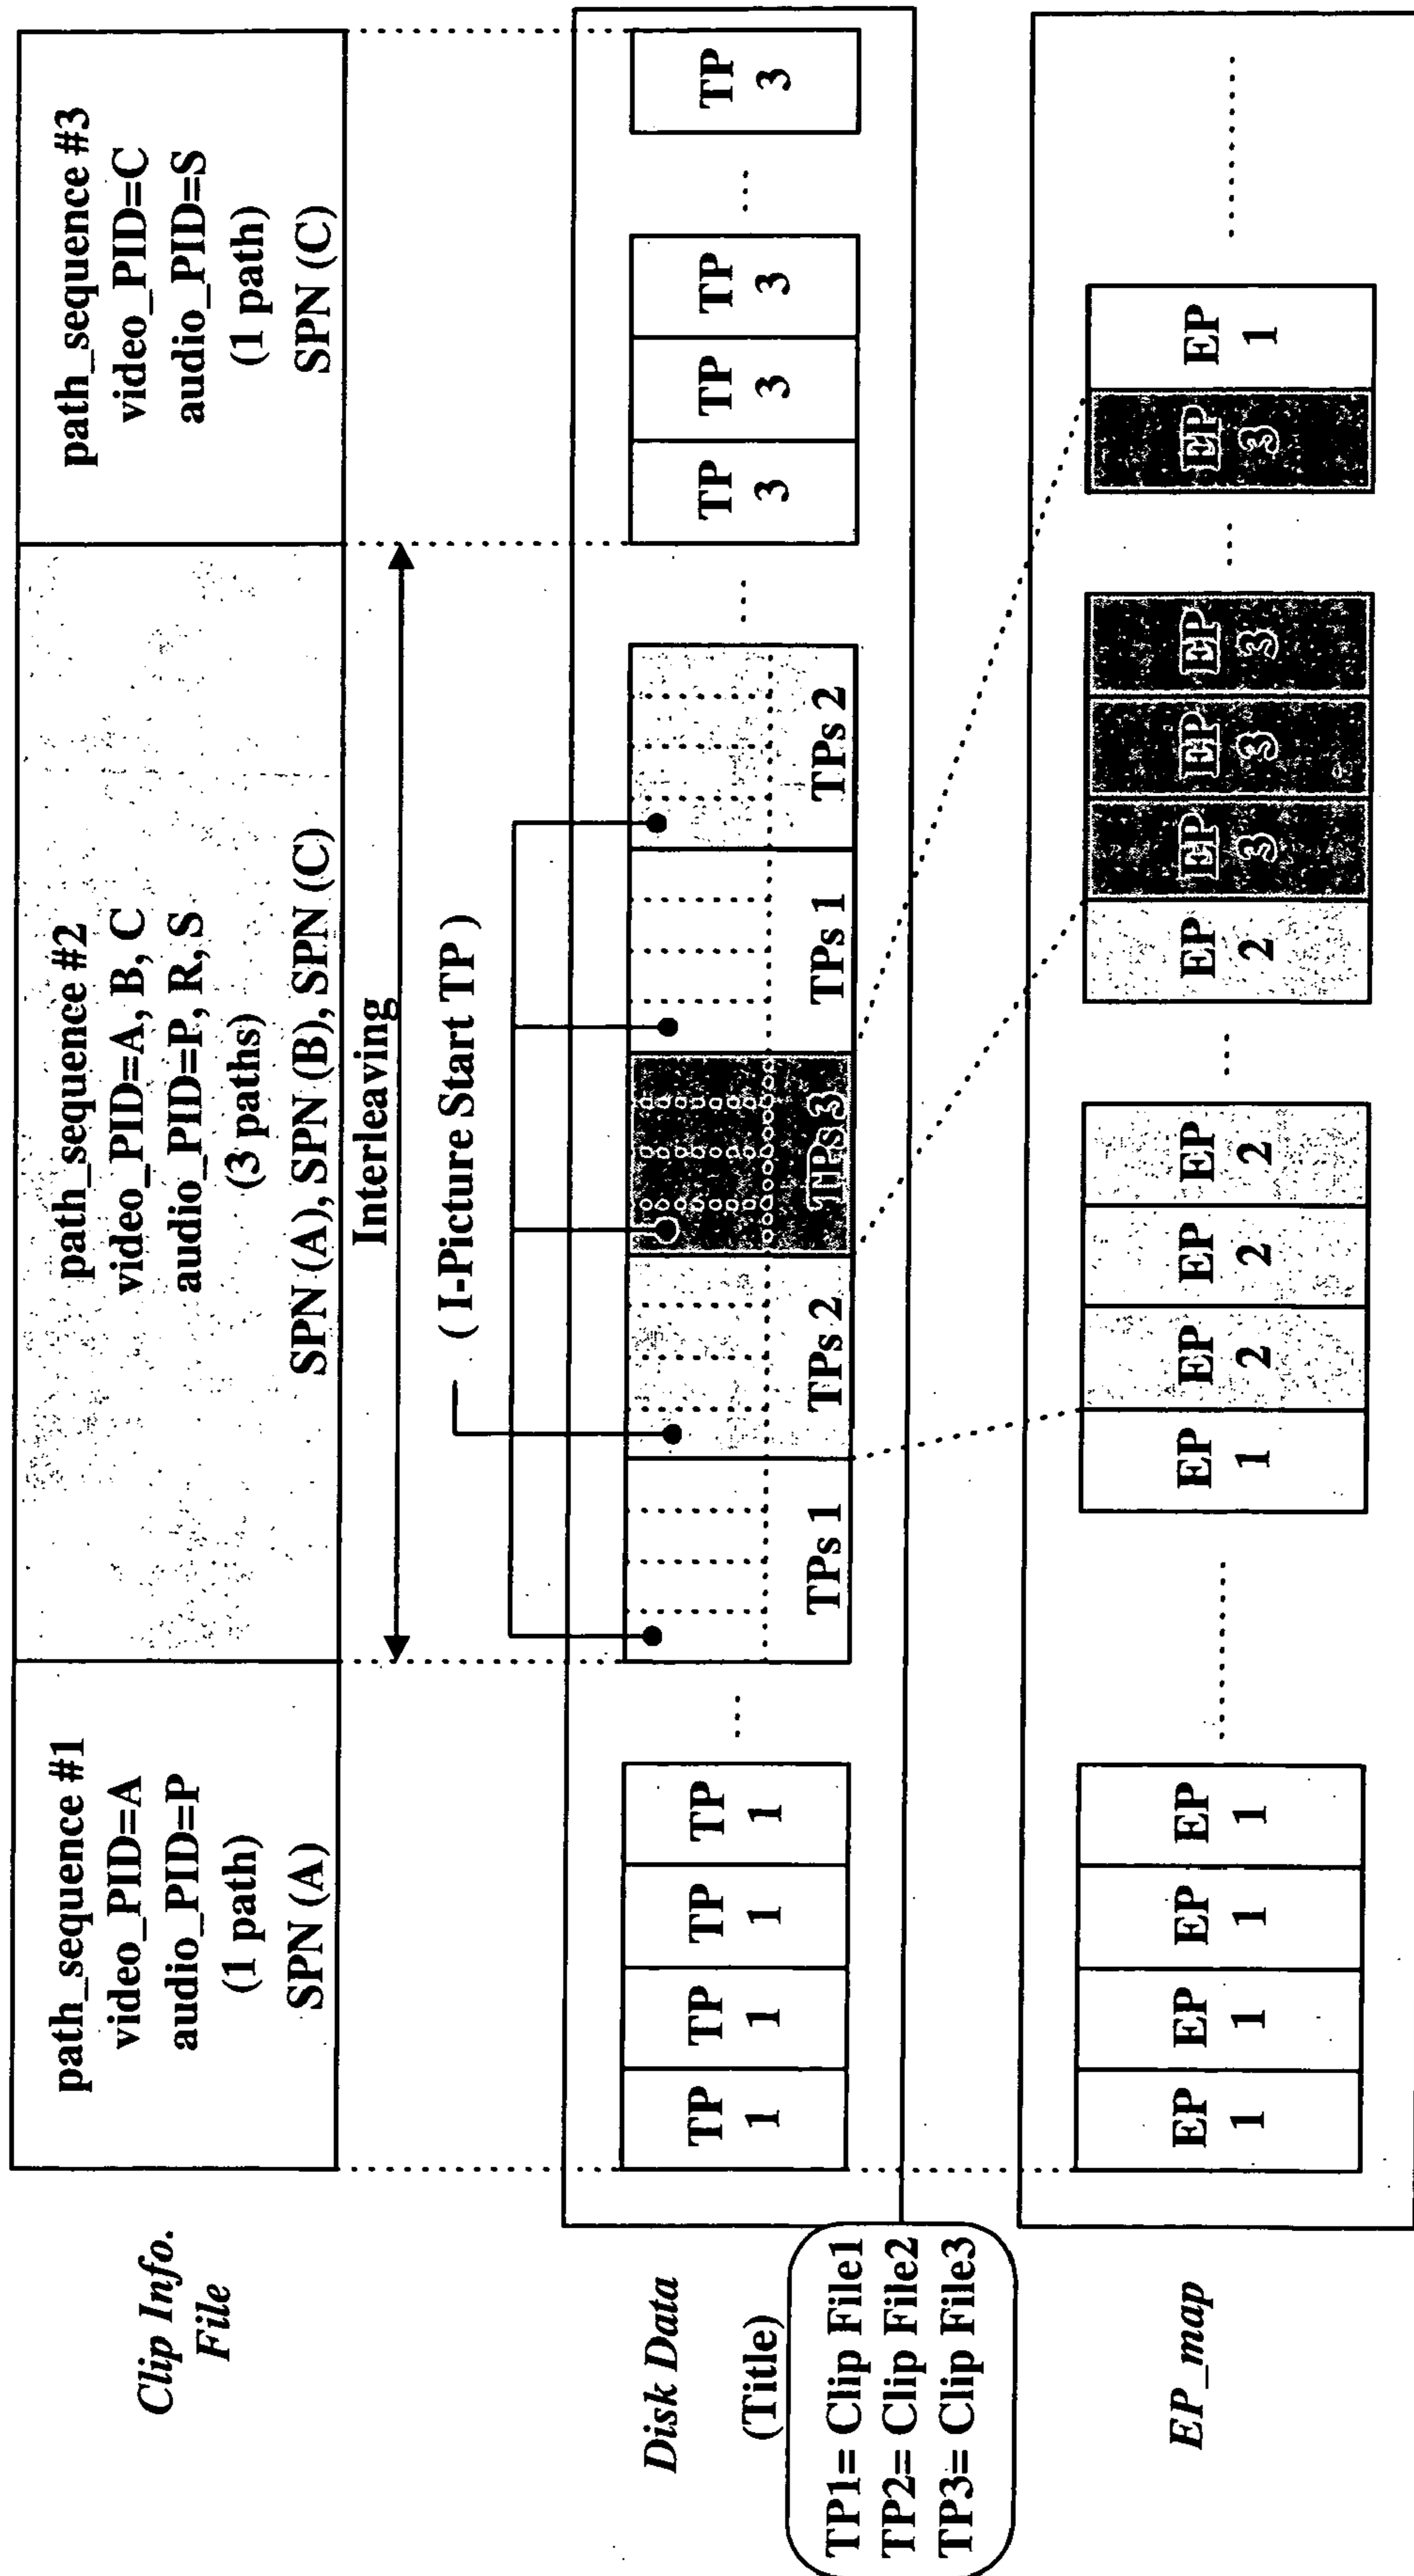 Clip Info.
File
path_sequence #1
video_PID=A
audio_PID=P
(1 path)
SPN (A)
path_sequence #2
video_PID=A, B, C
audio_PID=P, R, S
(3 paths)
SPN (A), SPN (B), SPN (C)
path_sequence #3
video_PID=C
audio_PID=S
(1 path)
SPN (C)
Interleaving
( I-Picture Start TP )
Disk Data
(Title)
TP1= Clip File1
TP2= Clip File2
TP3= Clip File3
TP
1
TP
1
TP
1
TP
1
TPs 1
TPs 2
TPs 3
TPs 1
TPs 2
TP
3
TP
3
TP
3
TP
3
EP_map
EP
1
EP
1
EP
1
EP
1
EP
1
EP
2
EP
2
EP
2
EP
2
EP
3
EP
3
EP
3
EP
3
EP
1